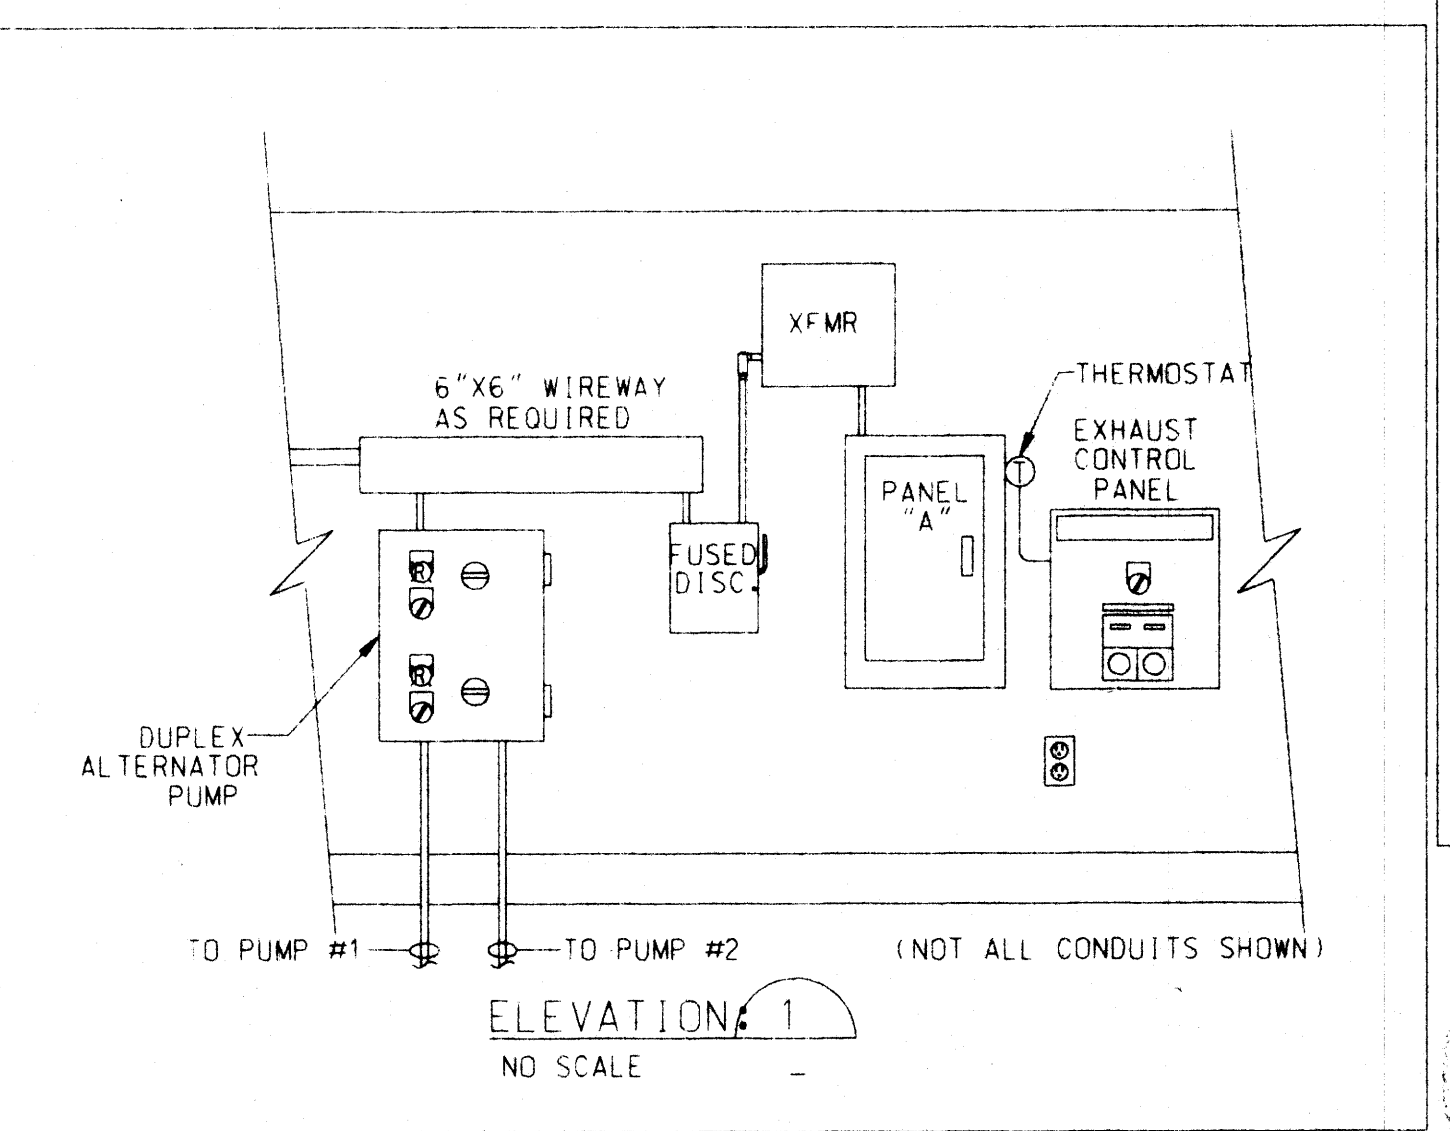 XFMR
6"X6" WIREWAY
AS REQUIRED
THERMOSTAT
EXHAUST
CONTROL
PANEL
T
PANEL
"A"
FUSED
DISC.
R
R
DUPLEX
ALTERNATOR
PUMP
TO PUMP #1
TO PUMP #2
(NOT ALL CONDUITS SHOWN)
ELEVATION: 1
NO SCALE
–